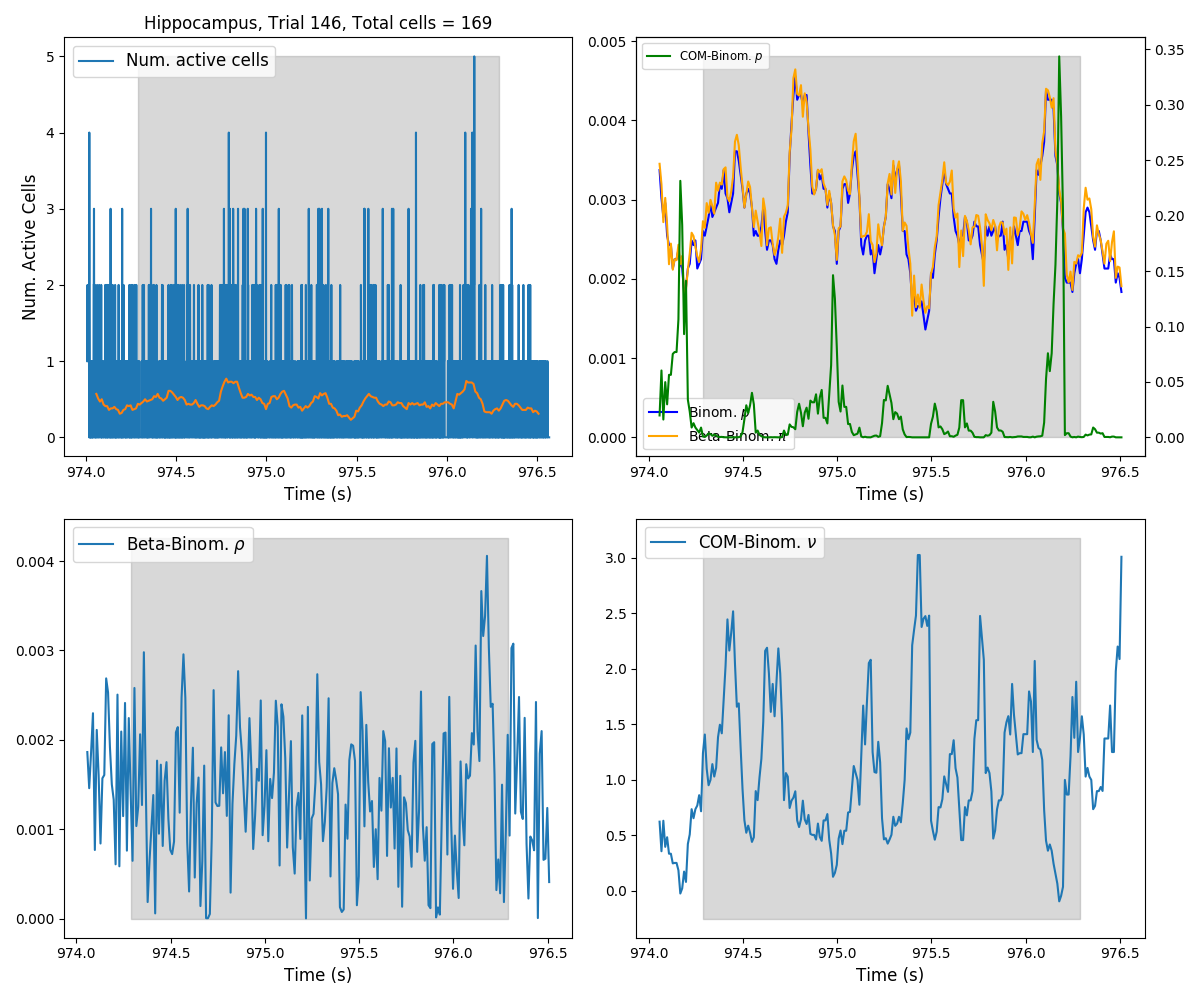 Hippocampus, Trial 146, Total cells = 169
Num. active cells
Num. Active Cells
5
4
3
2
1
0
974.0 974.5 975.0 975.5 976.0 976.5
Time (s)
COM-Binom. p
0.005
0.004
0.003
0.002
0.001
0.000
0.35
0.30
0.25
0.20
0.15
0.10
0.05
0.00
Binom. p
Beta-Binom. π
974.0 974.5 975.0 975.5 976.0 976.5
Time (s)
Beta-Binom. ρ
0.004
0.003
0.002
0.001
0.000
974.0 974.5 975.0 975.5 976.0 976.5
Time (s)
COM-Binom. ν
3.0
2.5
2.0
1.5
1.0
0.5
0.0
974.0 974.5 975.0 975.5 976.0 976.5
Time (s)